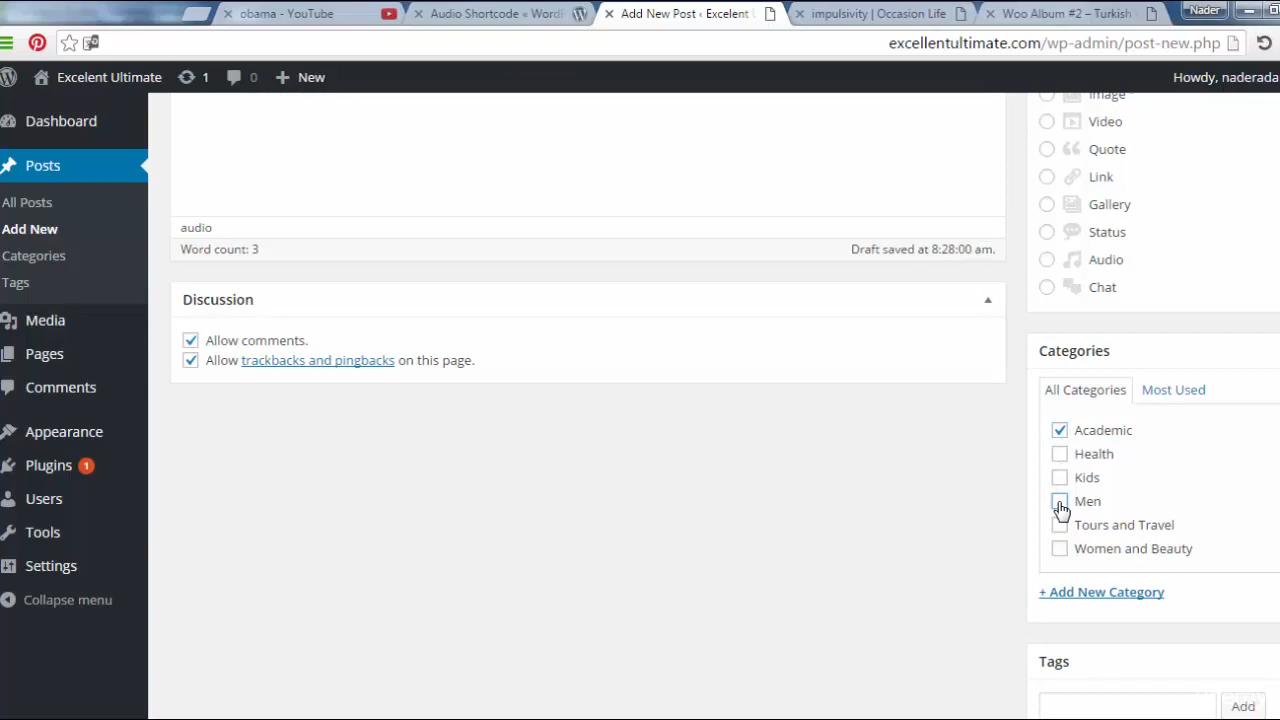 obama - YouTube
Audio Shortcode « Word
Add New Post ‹ Excelent U
impulsivity | Occasion Life
Woo Album #2 – Turkish
Nader
excellentultimate.com/wp-admin/post-new.php
Excelent Ultimate
1
0
New
Howdy, naderada
Dashboard
Posts
All Posts
Add New
Categories
Tags
Media
Pages
Comments
Appearance
Plugins 1
Users
Tools
Settings
Collapse menu
audio
Word count: 3
Draft saved at 8:28:00 am.
Discussion
Allow comments.
Allow trackbacks and pingbacks on this page.
Image
Video
Quote
Link
Gallery
Status
Audio
Chat
Categories
All Categories
Most Used
Academic
Health
Kids
Men
Tours and Travel
Women and Beauty
+ Add New Category
Tags
Add